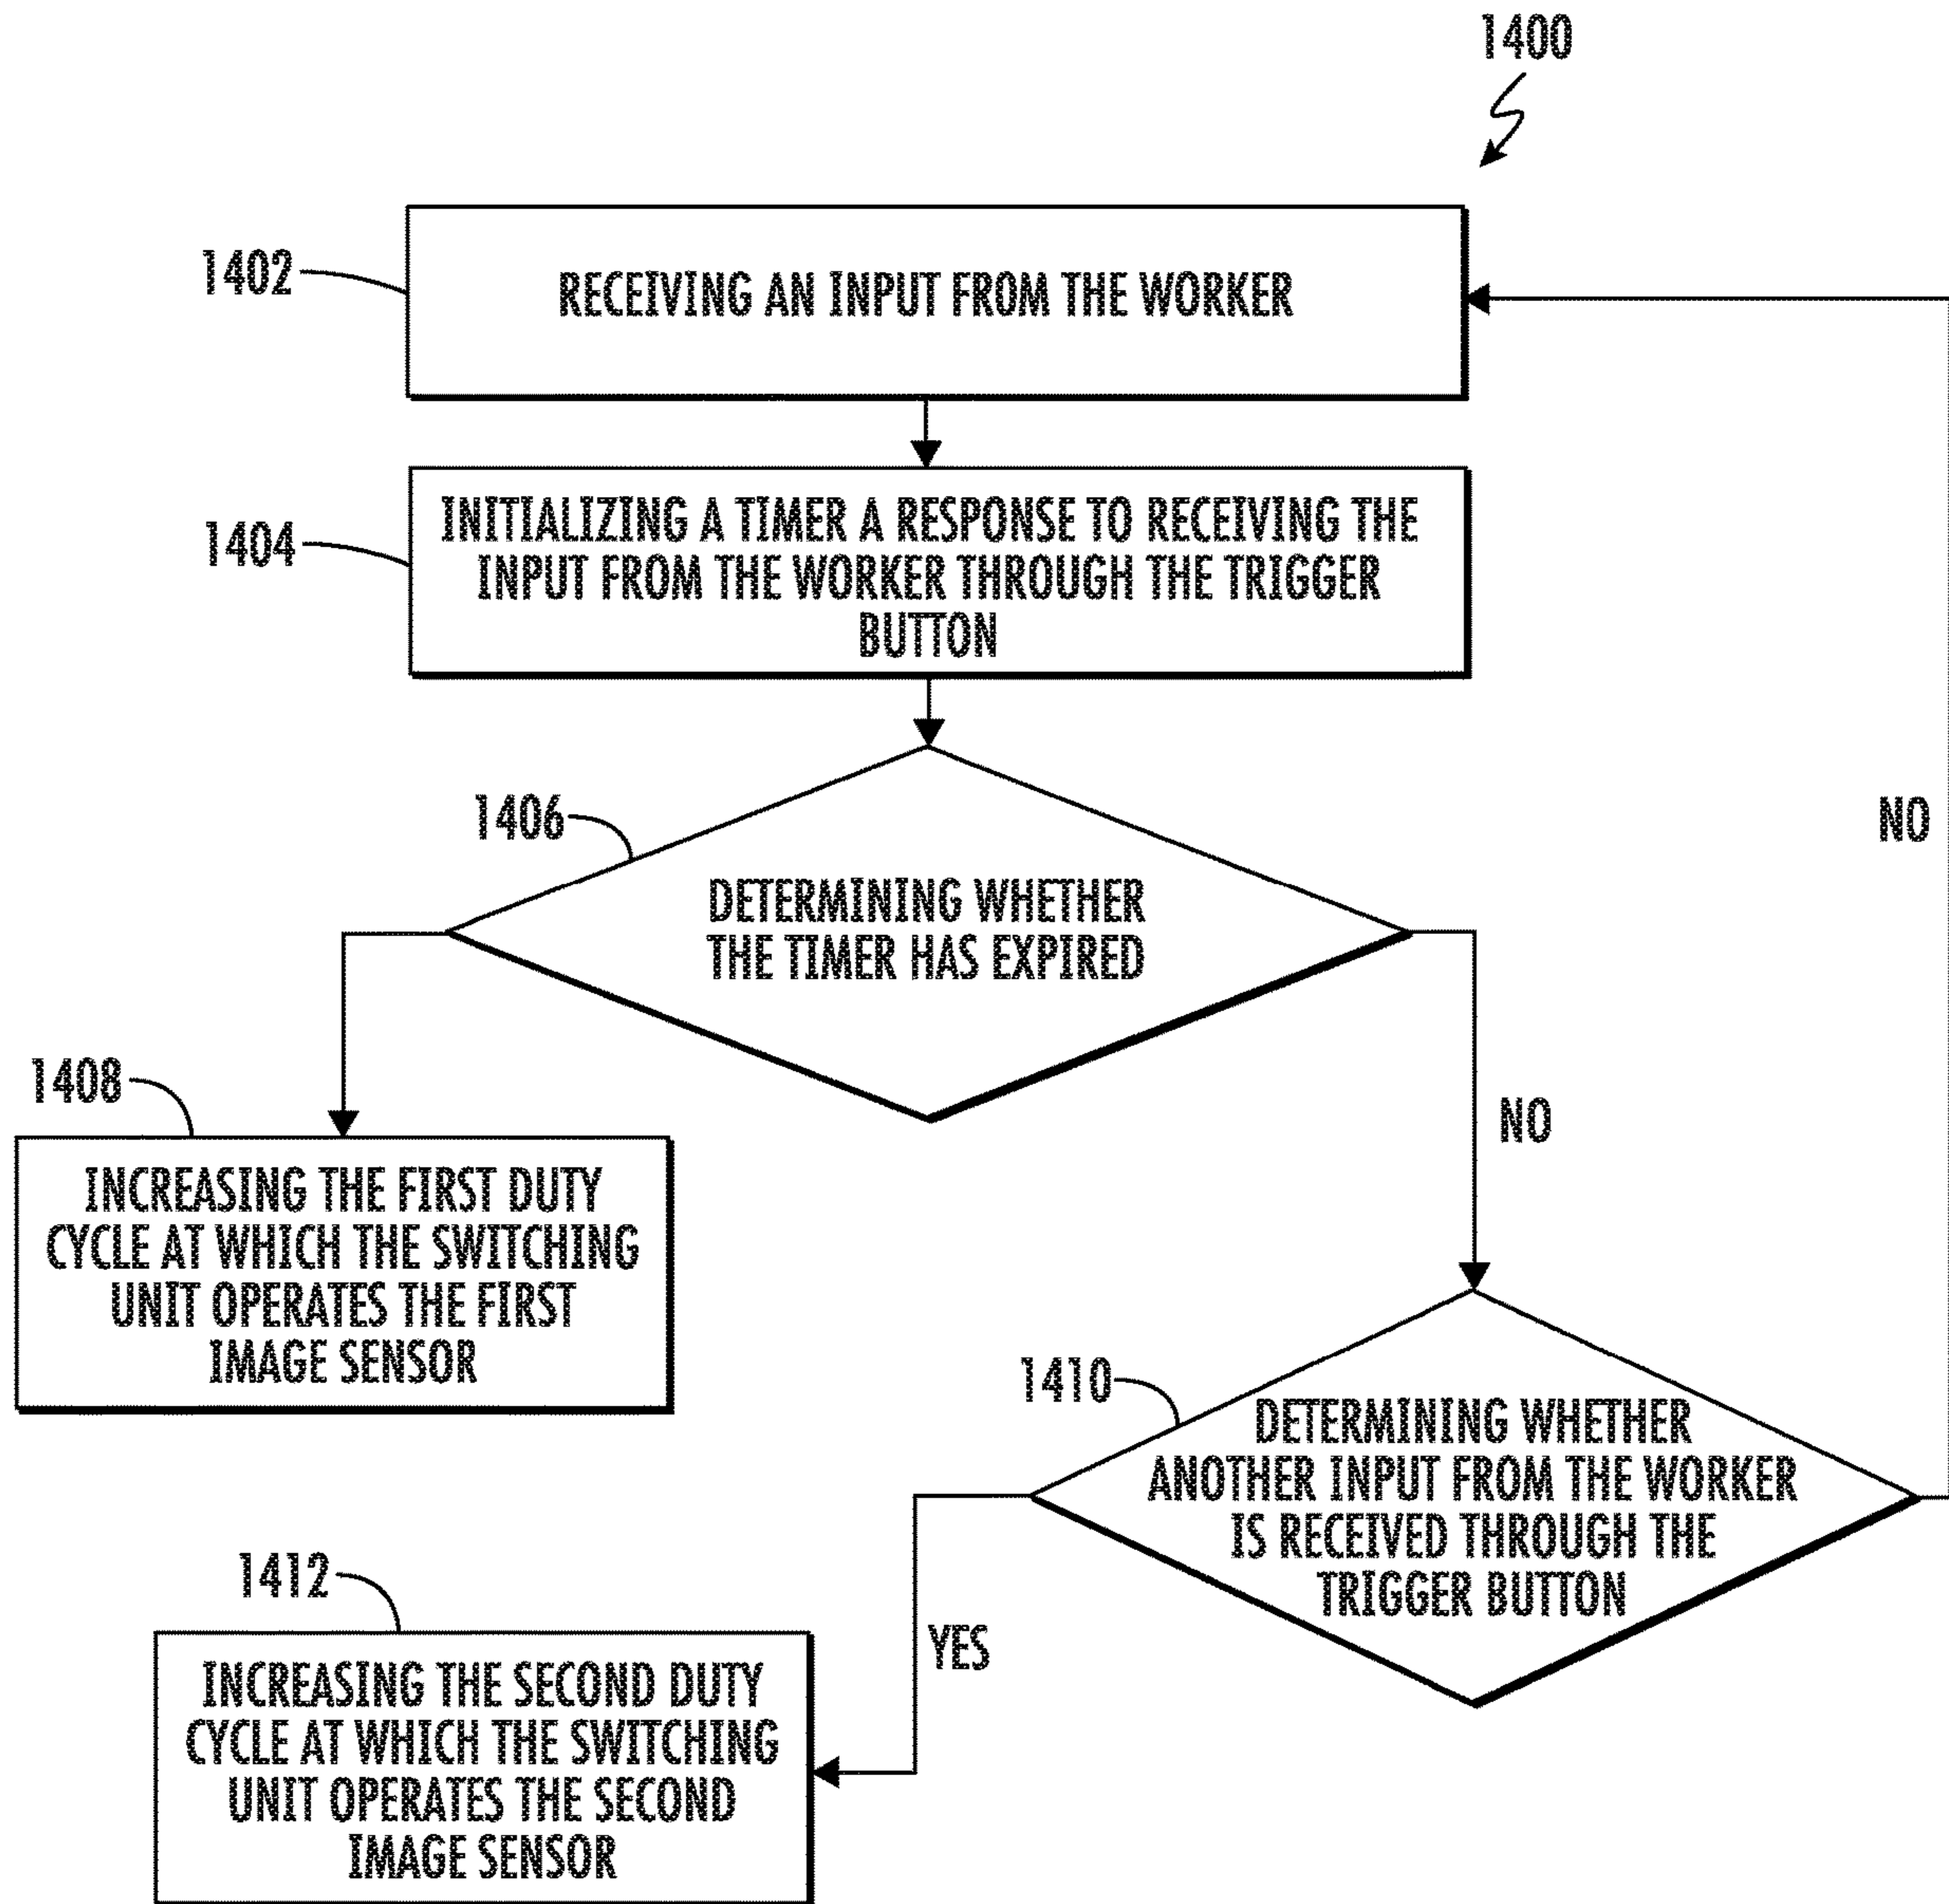 1400
1402
RECEIVING AN INPUT FROM THE WORKER
1404
INITIALIZING A TIMER A RESPONSE TO RECEIVING THE
INPUT FROM THE WORKER THROUGH THE TRIGGER
BUTTON
1406
DETERMINING WHETHER
THE TIMER HAS EXPIRED
NO
NO
1408
INCREASING THE FIRST DUTY
CYCLE AT WHICH THE SWITCHING
UNIT OPERATES THE FIRST
IMAGE SENSOR
1410
DETERMINING WHETHER
ANOTHER INPUT FROM THE WORKER
IS RECEIVED THROUGH THE
TRIGGER BUTTON
YES
1412
INCREASING THE SECOND DUTY
CYCLE AT WHICH THE SWITCHING
UNIT OPERATES THE SECOND
IMAGE SENSOR